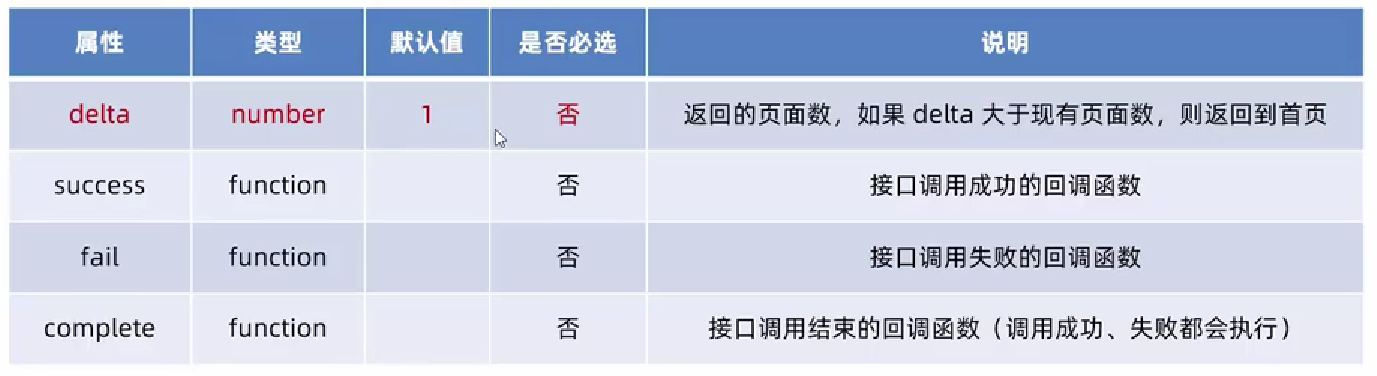 属性 类型 默认值 是否必选 说明
delta number 1 否 返回的页面数，如果 delta 大于现有页面数，则返回到首页
success function 否 接口调用成功的回调函数
fail function 否 接口调用失败的回调函数
complete function 否 接口调用结束的回调函数（调用成功、失败都会执行）